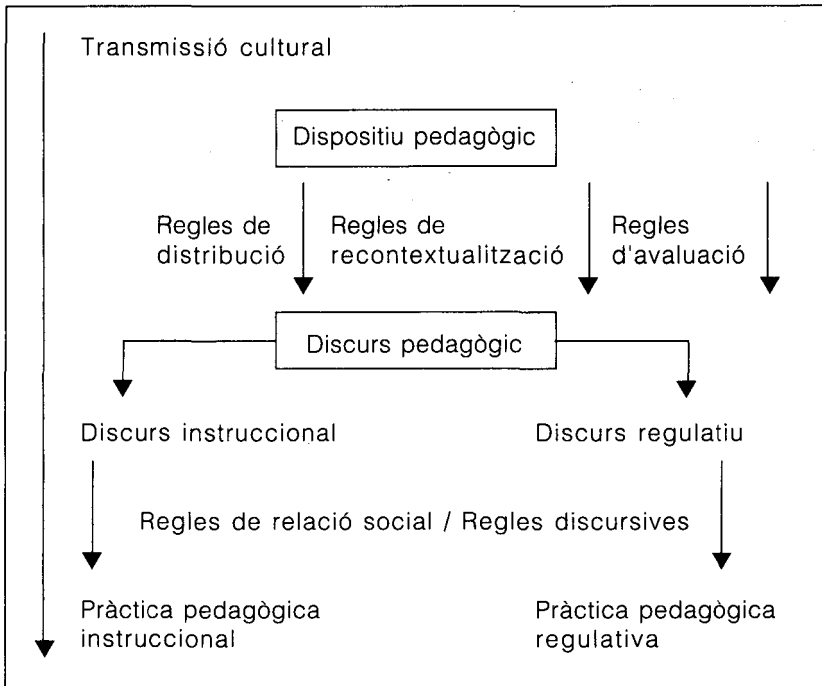 Transmissió cultural
Dispositiu pedagògic
Regles de
distribució
Regles de
recontextualització
Regles
d'avaluació
Discurs pedagògic
Discurs instruccional
Discurs regulatiu
Regles de relació social / Regles discursives
Pràctica pedagògica
instruccional
Pràctica pedagògica
regulativa